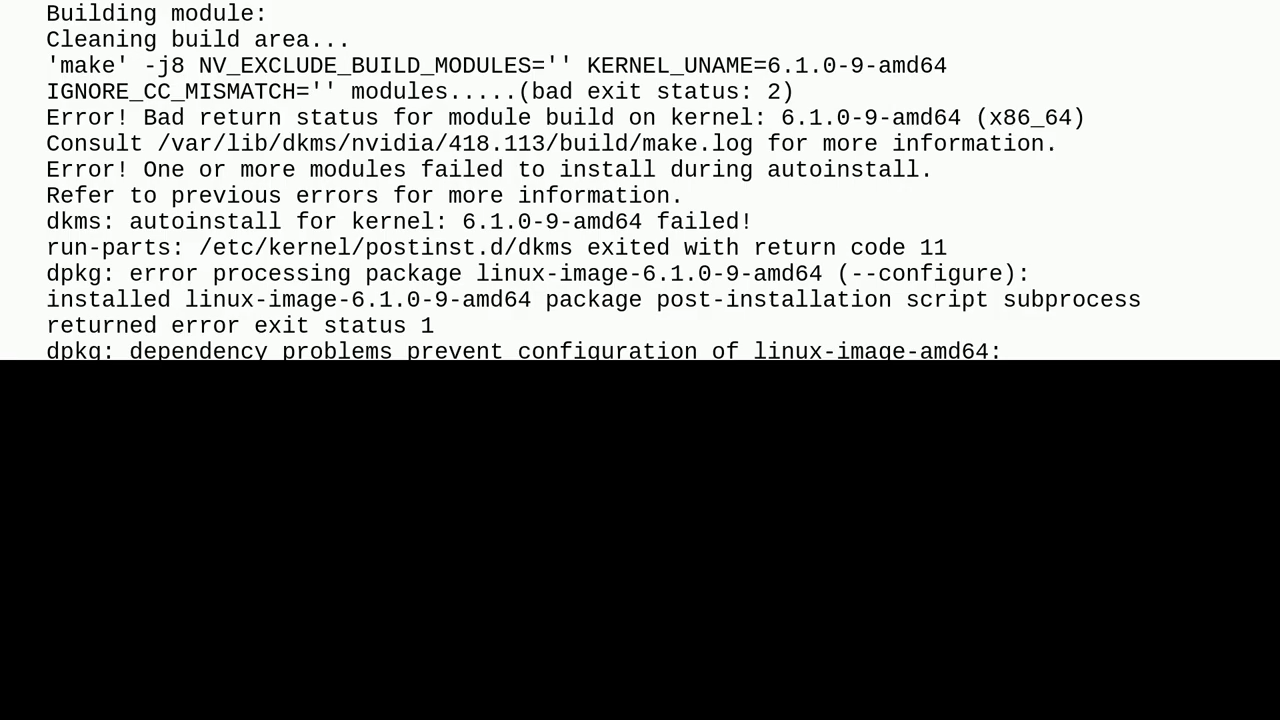 Building module:
Cleaning build area...
'make' -j8 NV_EXCLUDE_BUILD_MODULES='' KERNEL_UNAME=6.1.0-9-amd64
IGNORE_CC_MISMATCH='' modules.....(bad exit status: 2)
Error! Bad return status for module build on kernel: 6.1.0-9-amd64 (x86_64)
Consult /var/lib/dkms/nvidia/418.113/build/make.log for more information.
Error! One or more modules failed to install during autoinstall.
Refer to previous errors for more information.
dkms: autoinstall for kernel: 6.1.0-9-amd64 failed!
run-parts: /etc/kernel/postinst.d/dkms exited with return code 11
dpkg: error processing package linux-image-6.1.0-9-amd64 (--configure):
installed linux-image-6.1.0-9-amd64 package post-installation script subprocess
returned error exit status 1
dpkg: dependency problems prevent configuration of linux-image-amd64: